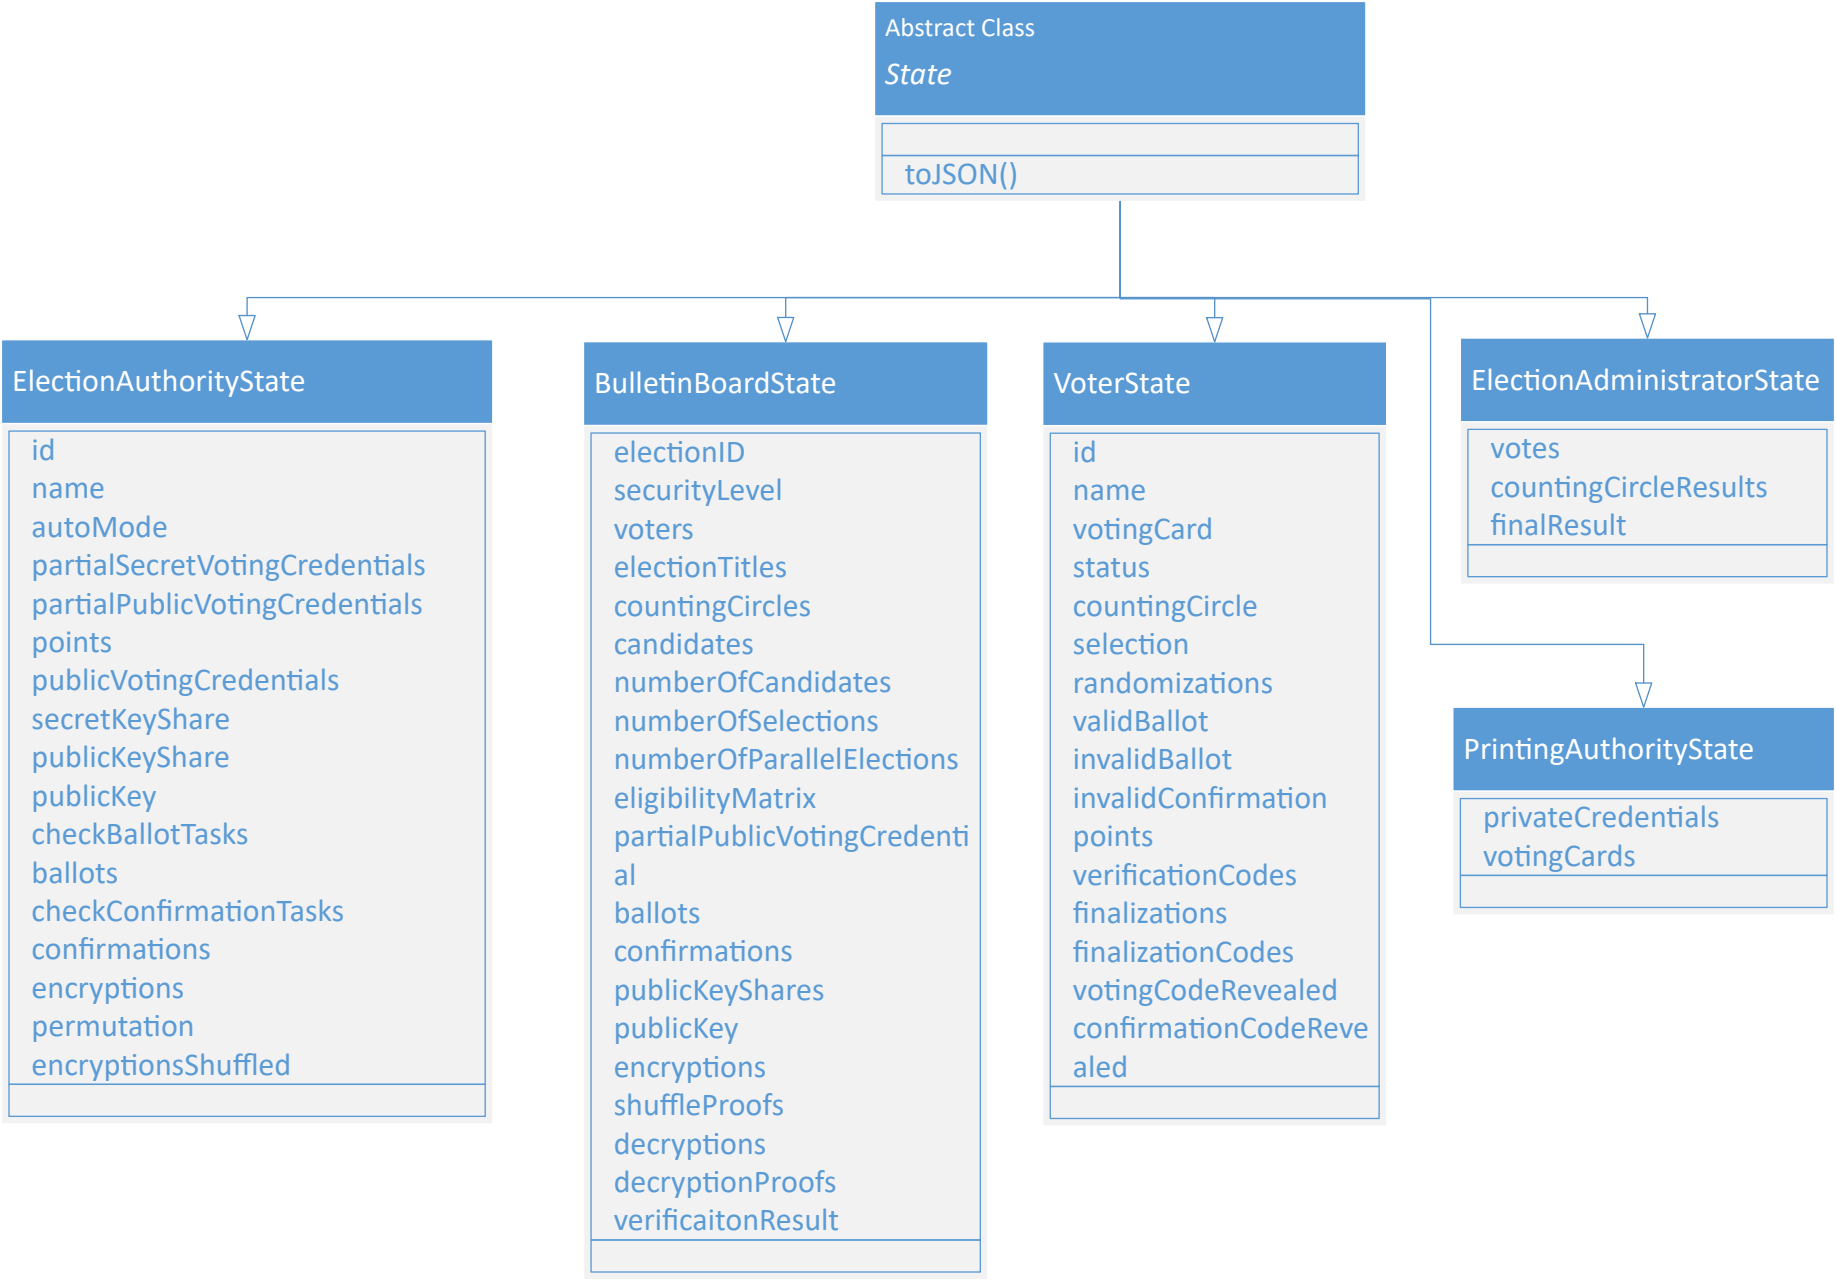 Abstract Class
State
toJSON()
ElectionAuthorityState
id
name
autoMode
partialSecretVotingCredentials
partialPublicVotingCredentials
points
publicVotingCredentials
secretKeyShare
publicKeyShare
publicKey
checkBallotTasks
ballots
checkConfirmationTasks
confirmations
encryptions
permutation
encryptionsShuffled
BulletinBoardState
electionID
securityLevel
voters
electionTitles
countingCircles
candidates
numberOfCandidates
numberOfSelections
numberOfParallelElections
eligibilityMatrix
partialPublicVotingCredenti
al
ballots
confirmations
publicKeyShares
publicKey
encryptions
shuffleProofs
decryptions
decryptionProofs
verificaitonResult
VoterState
id
name
votingCard
status
countingCircle
selection
randomizations
validBallot
invalidBallot
invalidConfirmation
points
verificationCodes
finalizations
finalizationCodes
votingCodeRevealed
confirmationCodeReve
aled
ElectionAdministratorState
votes
countingCircleResults
finalResult
PrintingAuthorityState
privateCredentials
votingCards